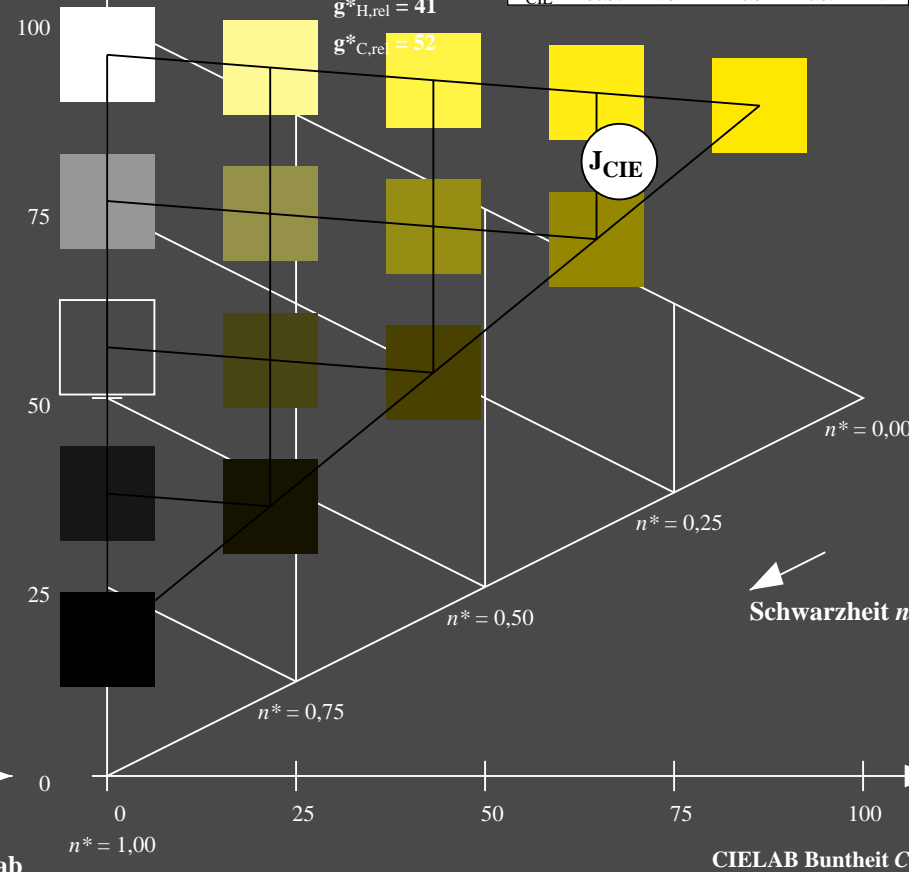 g*H,rel = 41
g*C,rel = 52
100
75
50
25
0
JCIE
n* = 0,00
n* = 0,25
n* = 0,50
n* = 0,75
Schwarzheit n
0 25 50 75 100
n* = 1,00
ab
CIELAB Buntheit C